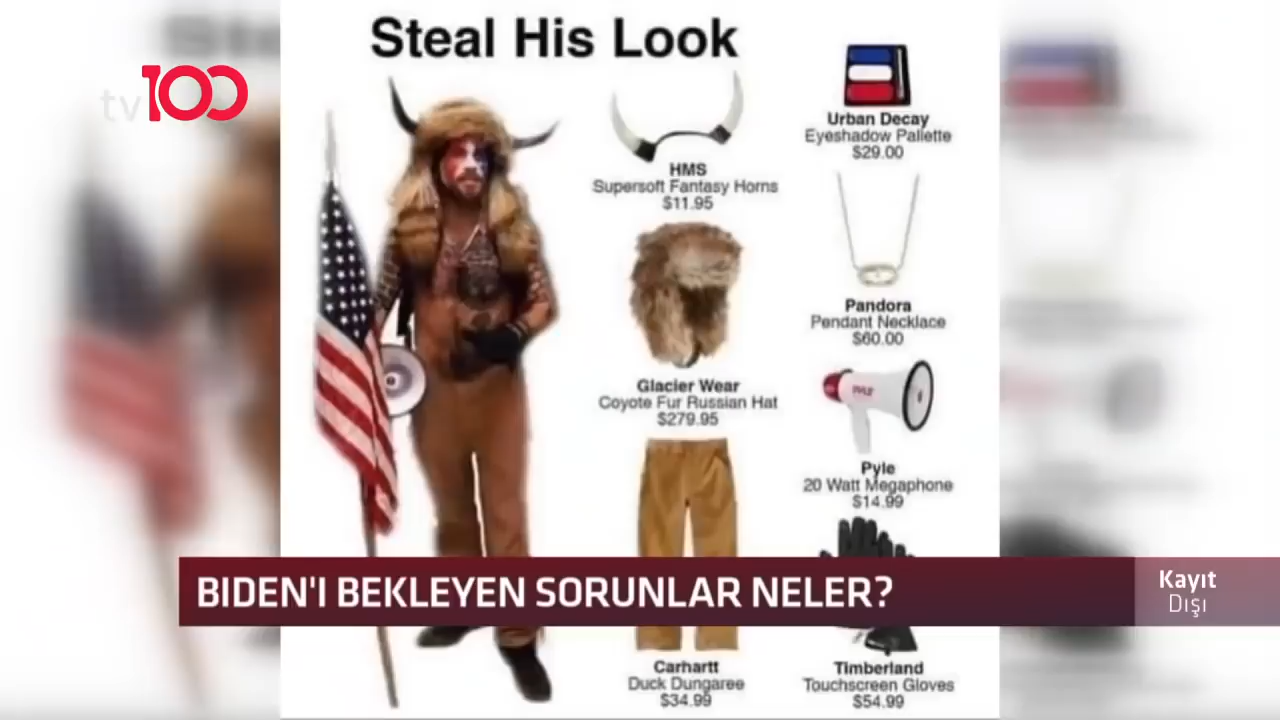 Steal His Look
tv100
HMS
Supersoft Fantasy Horns
$11.95
Urban Decay
Eyeshadow Pallette
$29.00
Glacier Wear
Coyote Fur Russian Hat
$279.95
Pandora
Pendant Necklace
$60.00
PYLE
Pyle
20 Watt Megaphone
$14.99
BIDEN'I BEKLEYEN SORUNLAR NELER?
Kayıt
Dışı
Carhartt
Duck Dungaree
$34.99
Timberland
Touchscreen Gloves
$54.99